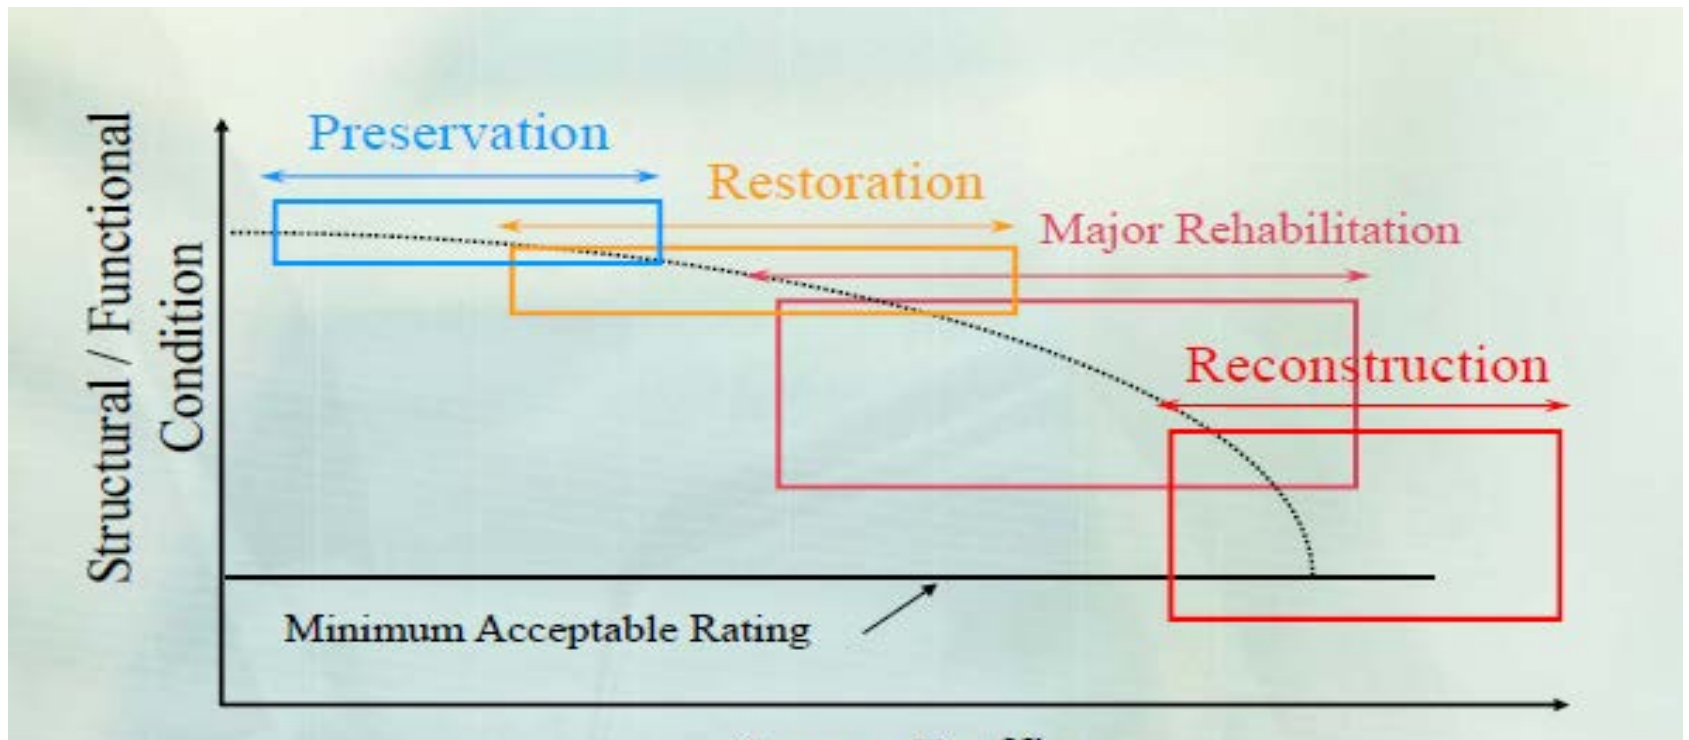 Preservation
Restoration
Major Rehabilitation
Reconstruction
Structural / Functional
Condition
Minimum Acceptable Rating